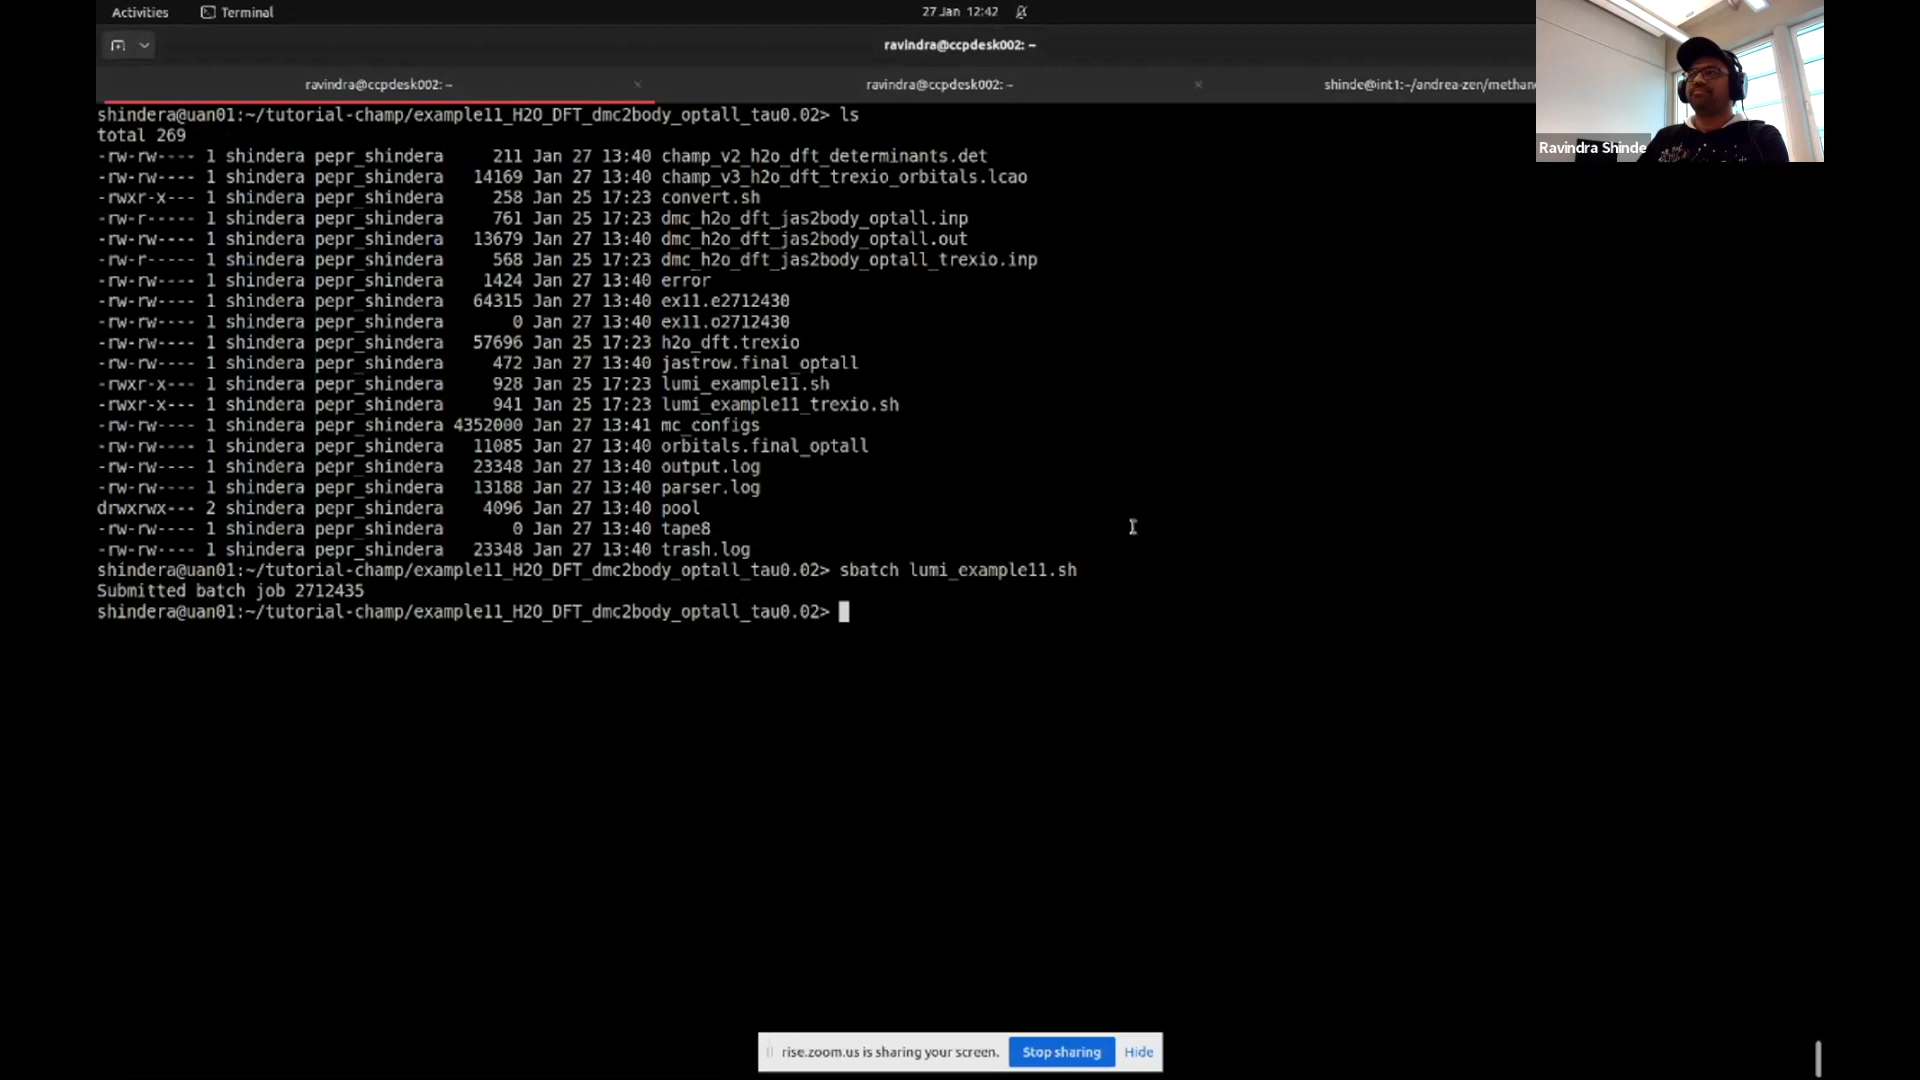 Activities Terminal 27 Jan 12:42
ravindra@ccpdesk002: ~
ravindra@ccpdesk002: ~ × ravindra@ccpdesk002: ~ × shinde@int1:~/andrea-zen/methan
Ravindra Shinde
shindera@uan01:~/tutorial-champ/example11_H2O_DFT_dmc2body_optall_tau0.02> ls
total 269
-rw-rw---- 1 shindera pepr_shindera 211 Jan 27 13:40 champ_v2_h2o_dft_determinants.det
-rw-rw---- 1 shindera pepr_shindera 14169 Jan 27 13:40 champ_v3_h2o_dft_trexio_orbitals.lcao
-rwxr-x--- 1 shindera pepr_shindera 258 Jan 25 17:23 convert.sh
-rw-r----- 1 shindera pepr_shindera 761 Jan 25 17:23 dmc_h2o_dft_jas2body_optall.inp
-rw-rw---- 1 shindera pepr_shindera 13679 Jan 27 13:40 dmc_h2o_dft_jas2body_optall.out
-rw-r----- 1 shindera pepr_shindera 568 Jan 25 17:23 dmc_h2o_dft_jas2body_optall_trexio.inp
-rw-rw---- 1 shindera pepr_shindera 1424 Jan 27 13:40 error
-rw-rw---- 1 shindera pepr_shindera 64315 Jan 27 13:40 ex11.e2712430
-rw-rw---- 1 shindera pepr_shindera 0 Jan 27 13:40 ex11.o2712430
-rw-rw---- 1 shindera pepr_shindera 57696 Jan 25 17:23 h2o_dft.trexio
-rw-rw---- 1 shindera pepr_shindera 472 Jan 27 13:40 jastrow.final_optall
-rwxr-x--- 1 shindera pepr_shindera 928 Jan 25 17:23 lumi_example11.sh
-rwxr-x--- 1 shindera pepr_shindera 941 Jan 25 17:23 lumi_example11_trexio.sh
-rw-rw---- 1 shindera pepr_shindera 4352000 Jan 27 13:41 mc_configs
-rw-rw---- 1 shindera pepr_shindera 11085 Jan 27 13:40 orbitals.final_optall
-rw-rw---- 1 shindera pepr_shindera 23348 Jan 27 13:40 output.log
-rw-rw---- 1 shindera pepr_shindera 13188 Jan 27 13:40 parser.log
drwxrwx--- 2 shindera pepr_shindera 4096 Jan 27 13:40 pool
-rw-rw---- 1 shindera pepr_shindera 0 Jan 27 13:40 tape8
-rw-rw---- 1 shindera pepr_shindera 23348 Jan 27 13:40 trash.log
shindera@uan01:~/tutorial-champ/example11_H2O_DFT_dmc2body_optall_tau0.02> sbatch lumi_example11.sh
Submitted batch job 2712435
shindera@uan01:~/tutorial-champ/example11_H2O_DFT_dmc2body_optall_tau0.02>
rise.zoom.us is sharing your screen. Stop sharing Hide